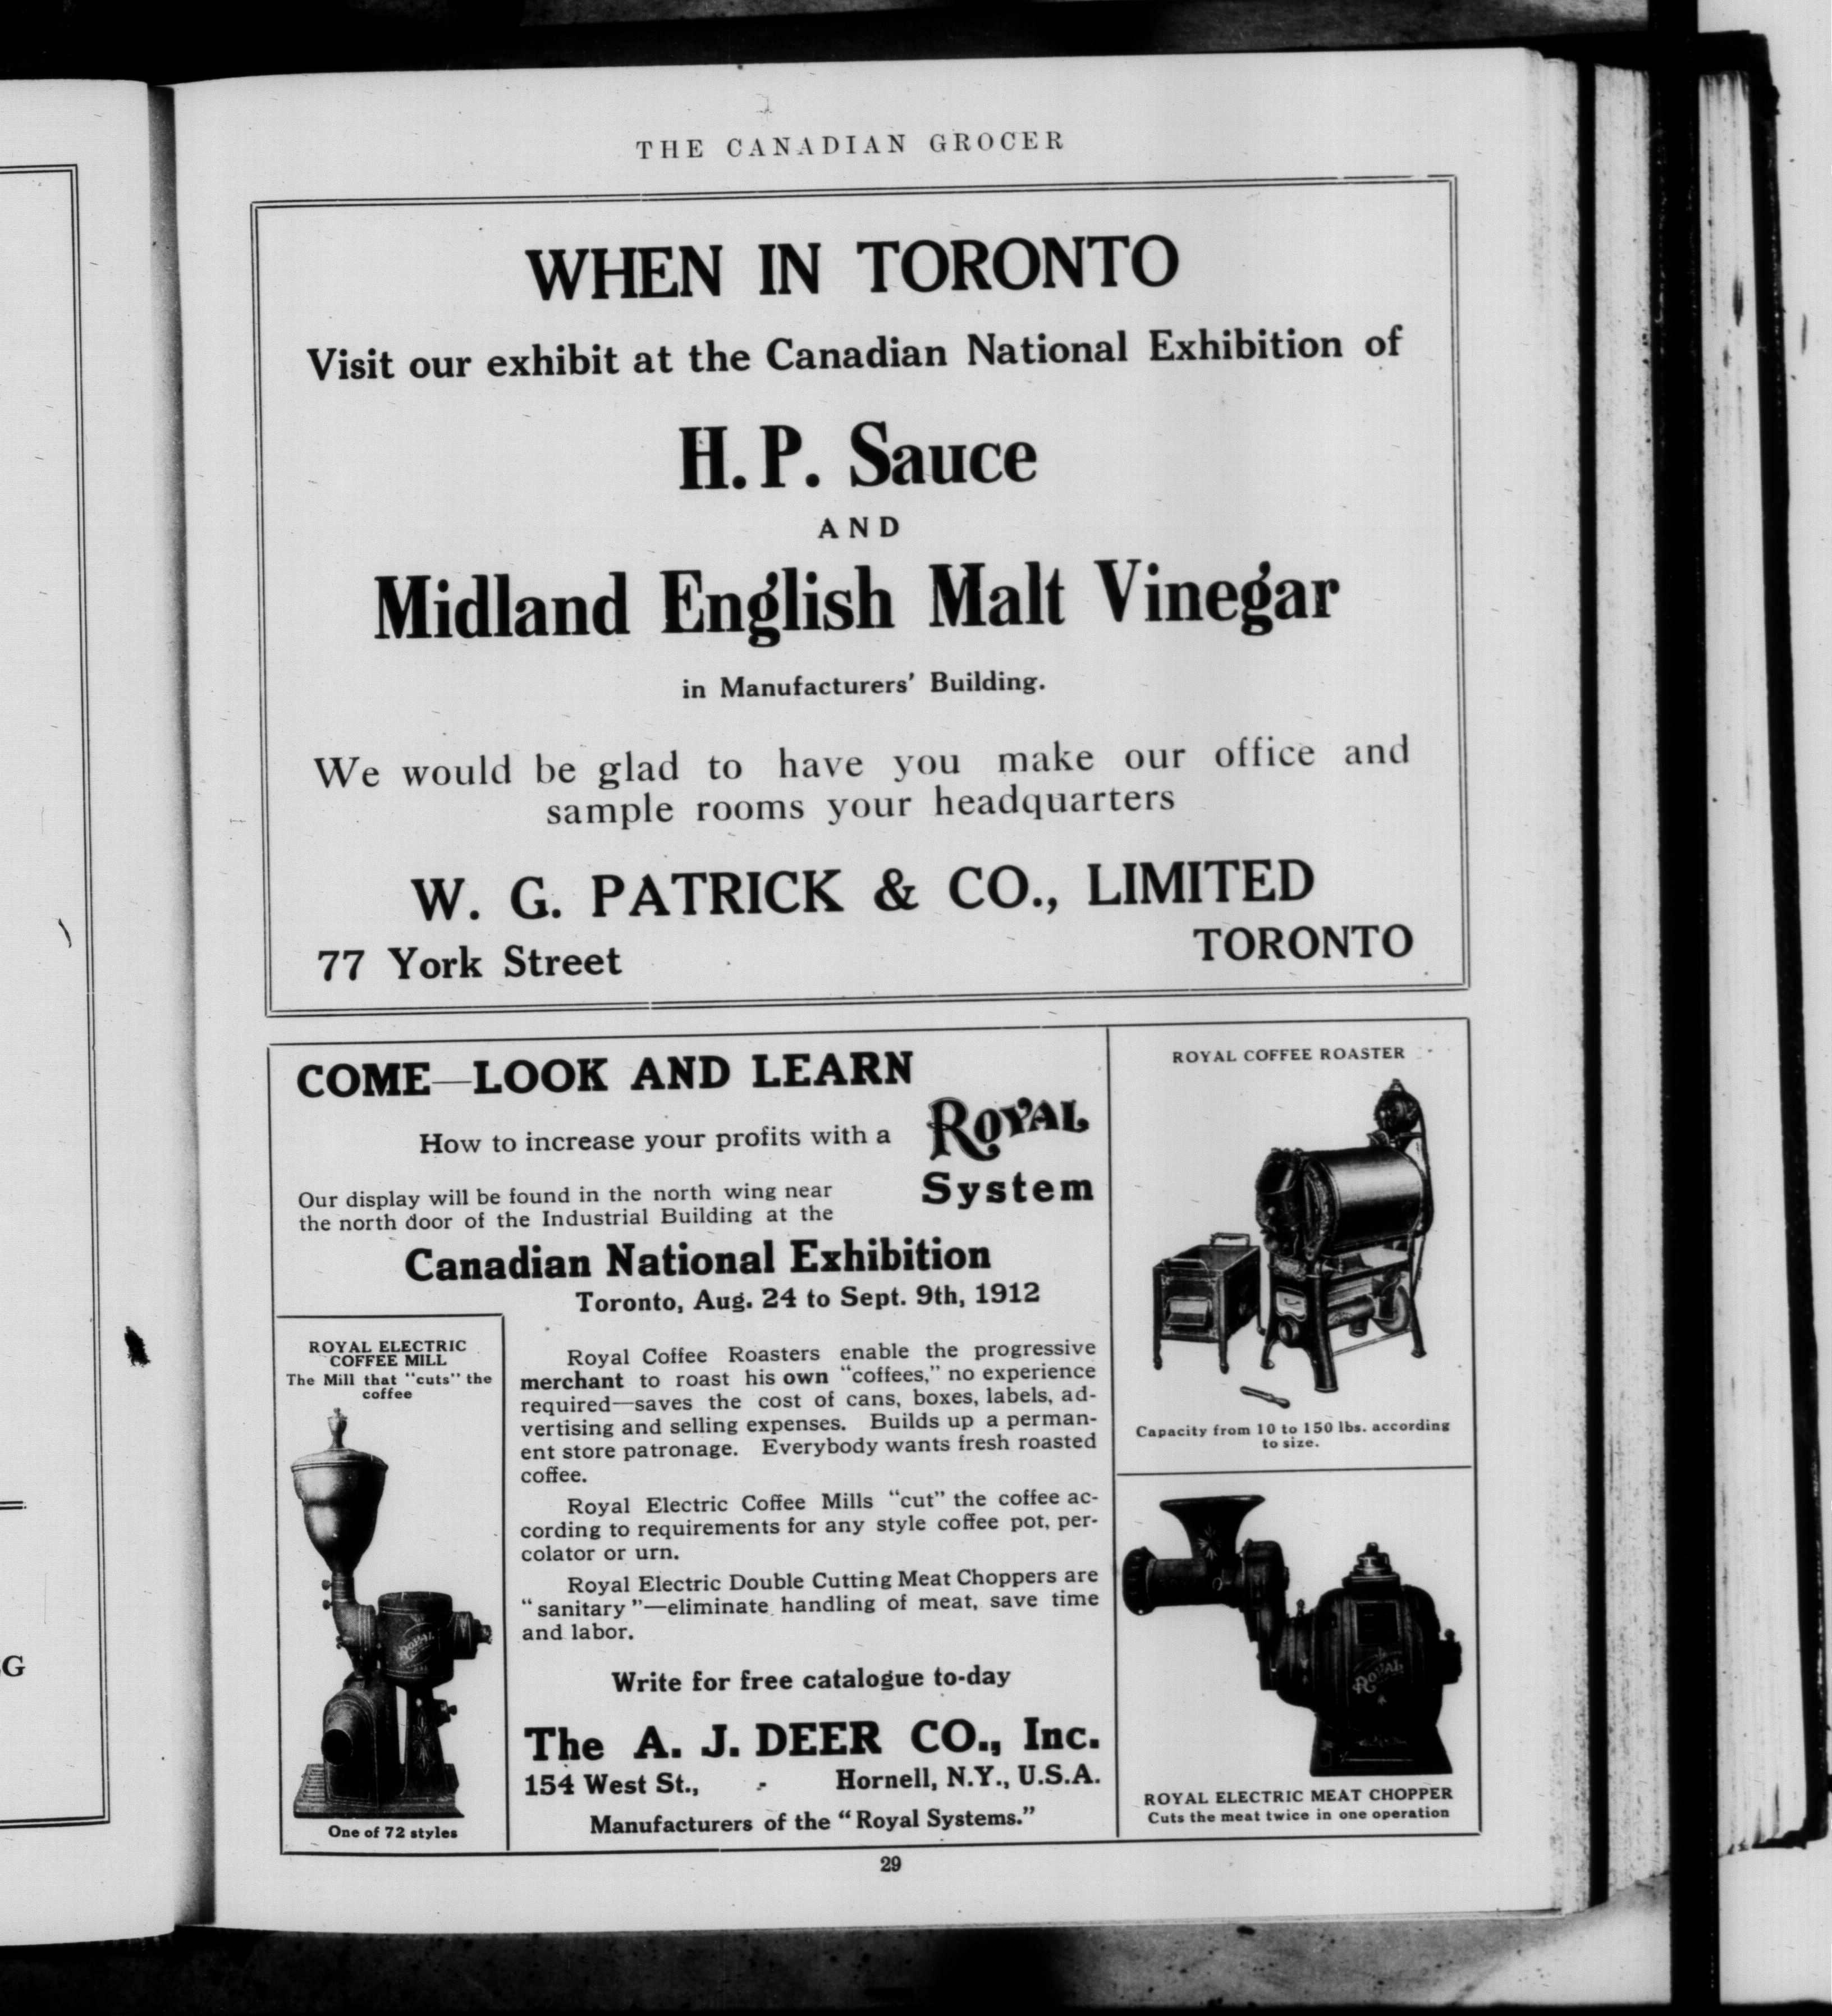 THE CANADIAN GROCER
WHEN IN TORONTO
Visit our exhibit at the Canadian National Exhibition of
H. P. Sauce
AND
Midland English Malt Vinegar
in Manufacturers' Building.
We would be glad to have you make our office and
sample rooms your headquarters
W. G. PATRICK & CO., LIMITED
77 York Street
TORONTO
COME—LOOK AND LEARN
How to increase your profits with a
ROYAL
System
Our display will be found in the north wing near
the north door of the Industrial Building at the
Canadian National Exhibition
Toronto, Aug. 24 to Sept. 9th, 1912
ROYAL ELECTRIC
COFFEE MILL
The Mill that "cuts" the
coffee
ROYAL
One of 72 styles
Royal Coffee Roasters enable the progressive
merchant to roast his own "coffees," no experience
required—saves the cost of cans, boxes, labels, ad-
vertising and selling expenses. Builds up a perman-
ent store patronage. Everybody wants fresh roasted
coffee.
Royal Electric Coffee Mills "cut" the coffee ac-
cording to requirements for any style coffee pot, per-
colator or urn.
Royal Electric Double Cutting Meat Choppers are
"sanitary"—eliminate handling of meat, save time
and labor.
Write for free catalogue to-day
The A. J. DEER CO., Inc.
154 West St., - Hornell, N.Y., U.S.A.
Manufacturers of the "Royal Systems."
ROYAL COFFEE ROASTER
Capacity from 10 to 150 lbs. according
to size.
ROYAL
ROYAL ELECTRIC MEAT CHOPPER
Cuts the meat twice in one operation
29
G